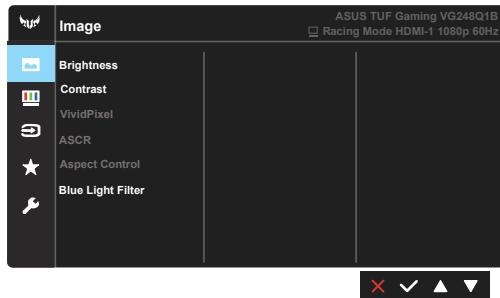 Image
ASUS TUF Gaming VG248Q1B
Racing Mode HDMI-1 1080p 60Hz
Brightness
Contrast
VividPixel
ASCR
Aspect Control
Blue Light Filter